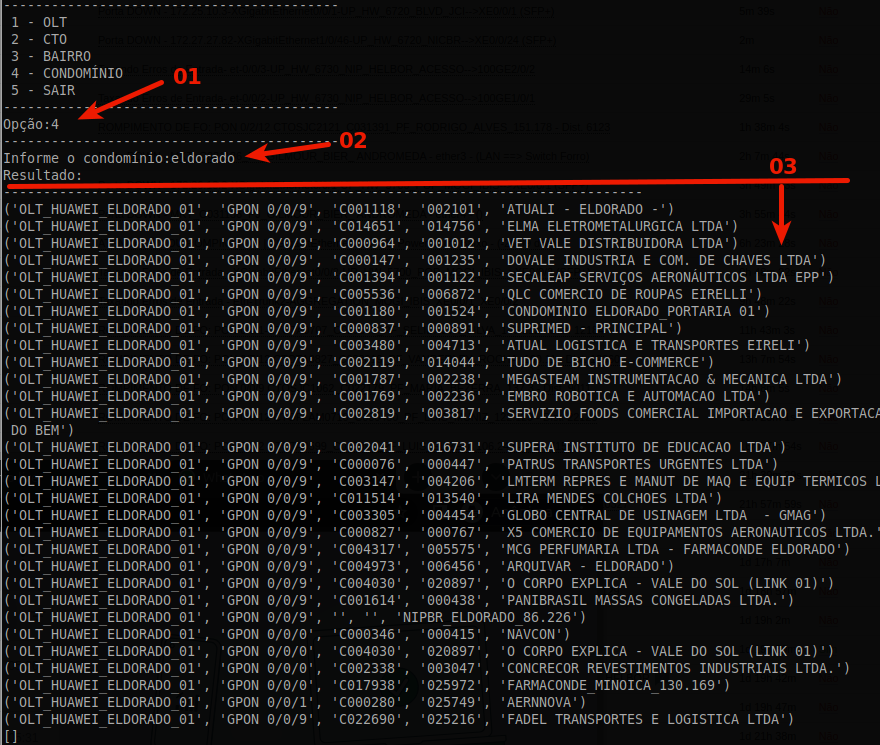 ---------------------------------------------
1 - OLT
2 - CTO
3 - BAIRRO
4 - CONDOMÍNIO
5 - SAIR
01
---------------------------------------------
Opção:4
---------------------------------------------
02
Informe o condomínio:eldorado
03
Resultado:
--------------------------------------------------------------------------------
('OLT_HUAWEI_ELDORADO_01', 'GPON 0/0/9', 'C001118', '002101', 'ATUALI - ELDORADO -')
('OLT_HUAWEI_ELDORADO_01', 'GPON 0/0/9', 'C014651', '014756', 'ELMA ELETROMETALURGICA LTDA')
('OLT_HUAWEI_ELDORADO_01', 'GPON 0/0/9', 'C000964', '001012', 'VET VALE DISTRIBUIDORA LTDA')
('OLT_HUAWEI_ELDORADO_01', 'GPON 0/0/9', 'C000147', '001235', 'DOVALE INDUSTRIA E COM. DE CHAVES LTDA')
('OLT_HUAWEI_ELDORADO_01', 'GPON 0/0/9', 'C001394', '001122', 'SECALEAP SERVIÇOS AERONÁUTICOS LTDA EPP')
('OLT_HUAWEI_ELDORADO_01', 'GPON 0/0/9', 'C005536', '006872', 'QLC COMERCIO DE ROUPAS EIRELLI')
('OLT_HUAWEI_ELDORADO_01', 'GPON 0/0/9', 'C001180', '001524', 'CONDOMINIO ELDORADO_PORTARIA 01')
('OLT_HUAWEI_ELDORADO_01', 'GPON 0/0/9', 'C000837', '000891', 'SUPRIMED - PRINCIPAL')
('OLT_HUAWEI_ELDORADO_01', 'GPON 0/0/9', 'C003480', '004713', 'ATUAL LOGISTICA E TRANSPORTES EIRELI')
('OLT_HUAWEI_ELDORADO_01', 'GPON 0/0/9', 'C002119', '014044', 'TUDO DE BICHO E-COMMERCE')
('OLT_HUAWEI_ELDORADO_01', 'GPON 0/0/9', 'C001787', '002238', 'MEGASTEAM INSTRUMENTACAO & MECANICA LTDA')
('OLT_HUAWEI_ELDORADO_01', 'GPON 0/0/9', 'C001769', '002236', 'EMBRO ROBOTICA E AUTOMACAO LTDA')
('OLT_HUAWEI_ELDORADO_01', 'GPON 0/0/9', 'C002819', '003817', 'SERVIZIO FOODS COMERCIAL IMPORTACAO E EXPORTACA
DO BEM')
('OLT_HUAWEI_ELDORADO_01', 'GPON 0/0/9', 'C002041', '016731', 'SUPERA INSTITUTO DE EDUCACAO LTDA')
('OLT_HUAWEI_ELDORADO_01', 'GPON 0/0/9', 'C000076', '000447', 'PATRUS TRANSPORTES URGENTES LTDA')
('OLT_HUAWEI_ELDORADO_01', 'GPON 0/0/9', 'C003147', '004206', 'LMTERM REPRES E MANUT DE MAQ E EQUIP TERMICOS L
('OLT_HUAWEI_ELDORADO_01', 'GPON 0/0/9', 'C011514', '013540', 'LIRA MENDES COLCHOES LTDA')
('OLT_HUAWEI_ELDORADO_01', 'GPON 0/0/9', 'C003305', '004454', 'GLOBO CENTRAL DE USINAGEM LTDA  - GMAG')
('OLT_HUAWEI_ELDORADO_01', 'GPON 0/0/9', 'C000827', '000767', 'X5 COMERCIO DE EQUIPAMENTOS AERONAUTICOS LTDA.'
('OLT_HUAWEI_ELDORADO_01', 'GPON 0/0/9', 'C004317', '005575', 'MCG PERFUMARIA LTDA - FARMACONDE ELDORADO')
('OLT_HUAWEI_ELDORADO_01', 'GPON 0/0/9', 'C004973', '006456', 'ARQUIVAR - ELDORADO')
('OLT_HUAWEI_ELDORADO_01', 'GPON 0/0/9', 'C004030', '020897', 'O CORPO EXPLICA - VALE DO SOL (LINK 01)')
('OLT_HUAWEI_ELDORADO_01', 'GPON 0/0/9', 'C001614', '000438', 'PANIBRASIL MASSAS CONGELADAS LTDA.')
('OLT_HUAWEI_ELDORADO_01', 'GPON 0/0/9', '', '', 'NIPBR_ELDORADO_86.226')
('OLT_HUAWEI_ELDORADO_01', 'GPON 0/0/0', 'C000346', '000415', 'NAVCON')
('OLT_HUAWEI_ELDORADO_01', 'GPON 0/0/0', 'C004030', '020897', 'O CORPO EXPLICA - VALE DO SOL (LINK 01)')
('OLT_HUAWEI_ELDORADO_01', 'GPON 0/0/0', 'C002338', '003047', 'CONCRECOR REVESTIMENTOS INDUSTRIAIS LTDA.')
('OLT_HUAWEI_ELDORADO_01', 'GPON 0/0/0', 'C017938', '025972', 'FARMACONDE_MINOICA_130.169')
('OLT_HUAWEI_ELDORADO_01', 'GPON 0/0/1', 'C000280', '025749', 'AERNNOVA')
('OLT_HUAWEI_ELDORADO_01', 'GPON 0/0/9', 'C022690', '025216', 'FADEL TRANSPORTES E LOGISTICA LTDA')
[]